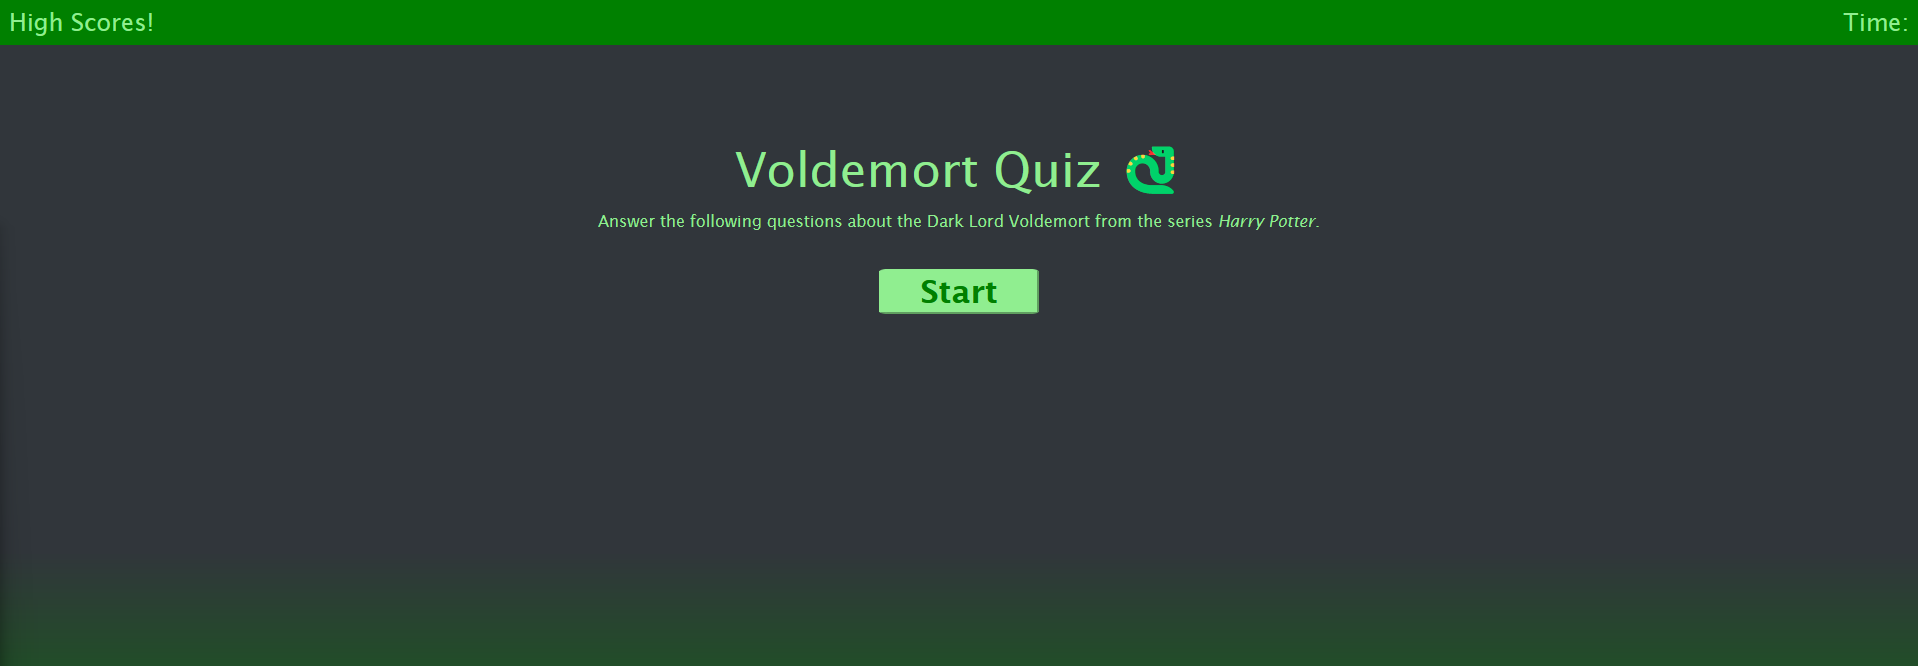 High Scores!
Time:
Voldemort Quiz
Answer the following questions about the Dark Lord Voldemort from the series Harry Potter.
Start